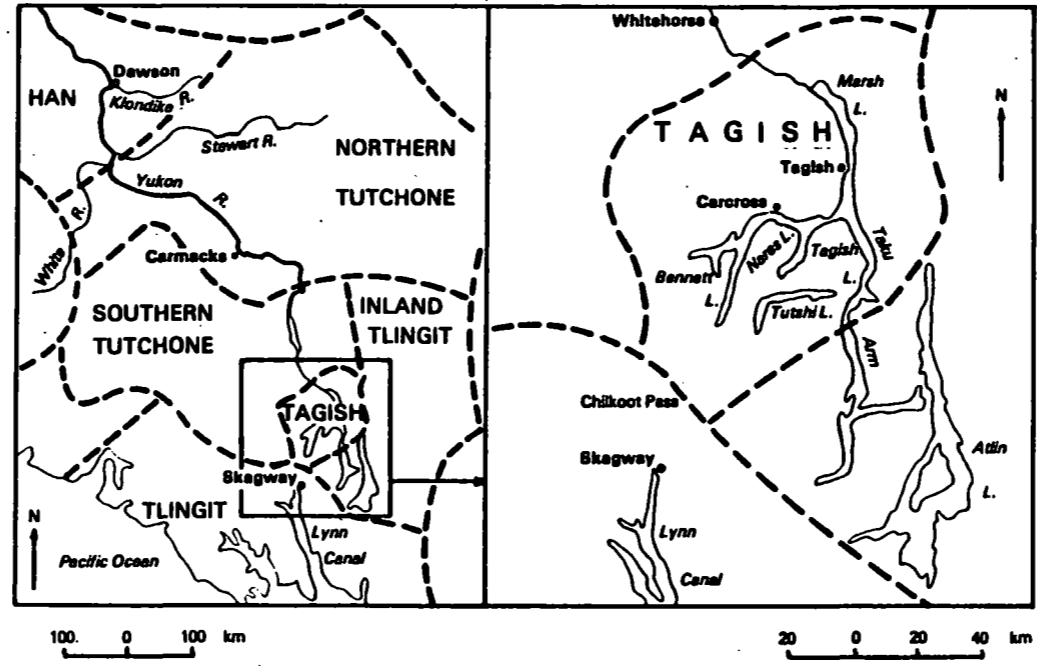 Dawson
HAN
Klondike R.
Stewart R.
NORTHERN
TUTCHONE
Yukon R.
White R.
Carmacks
SOUTHERN
TUTCHONE
INLAND
TLINGIT
TAGISH
Skagway
TLINGIT
N
Lynn
Canal
Pacific Ocean
100. 0 100 km
Whitehorse
Marsh
L.
N
TAGISH
Tagish
Carcross
Nares L.
Tagish
L.
Taku
Arm
Bennett
L.
Tutshi L.
Chilkoot Pass
Skagway
Atlin
L.
Lynn
Canal
20 0 20 40 km